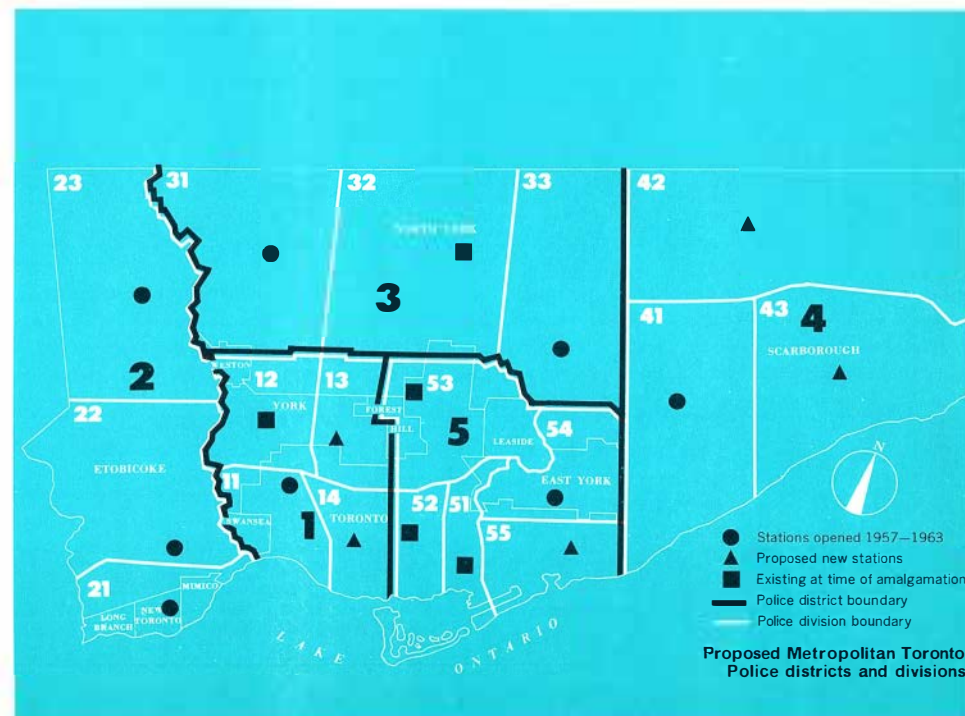 23
31
32
33
42
NORTH YORK
3
41
43
4
SCARBOROUGH
2
WESTON
12
13
53
YORK
FOREST
HILL
5
22
LEASIDE
54
ETOBICOKE
11
14
52
51
EAST YORK
SWANSEA
1
TORONTO
55
N
21
MIMICO
NEW
TORONTO
LONG
BRANCH
LAKE
ONTARIO
Stations opened 1957—1963
Proposed new stations
Existing at time of amalgamation
Police district boundary
Police division boundary
Proposed Metropolitan Toronto
Police districts and divisions